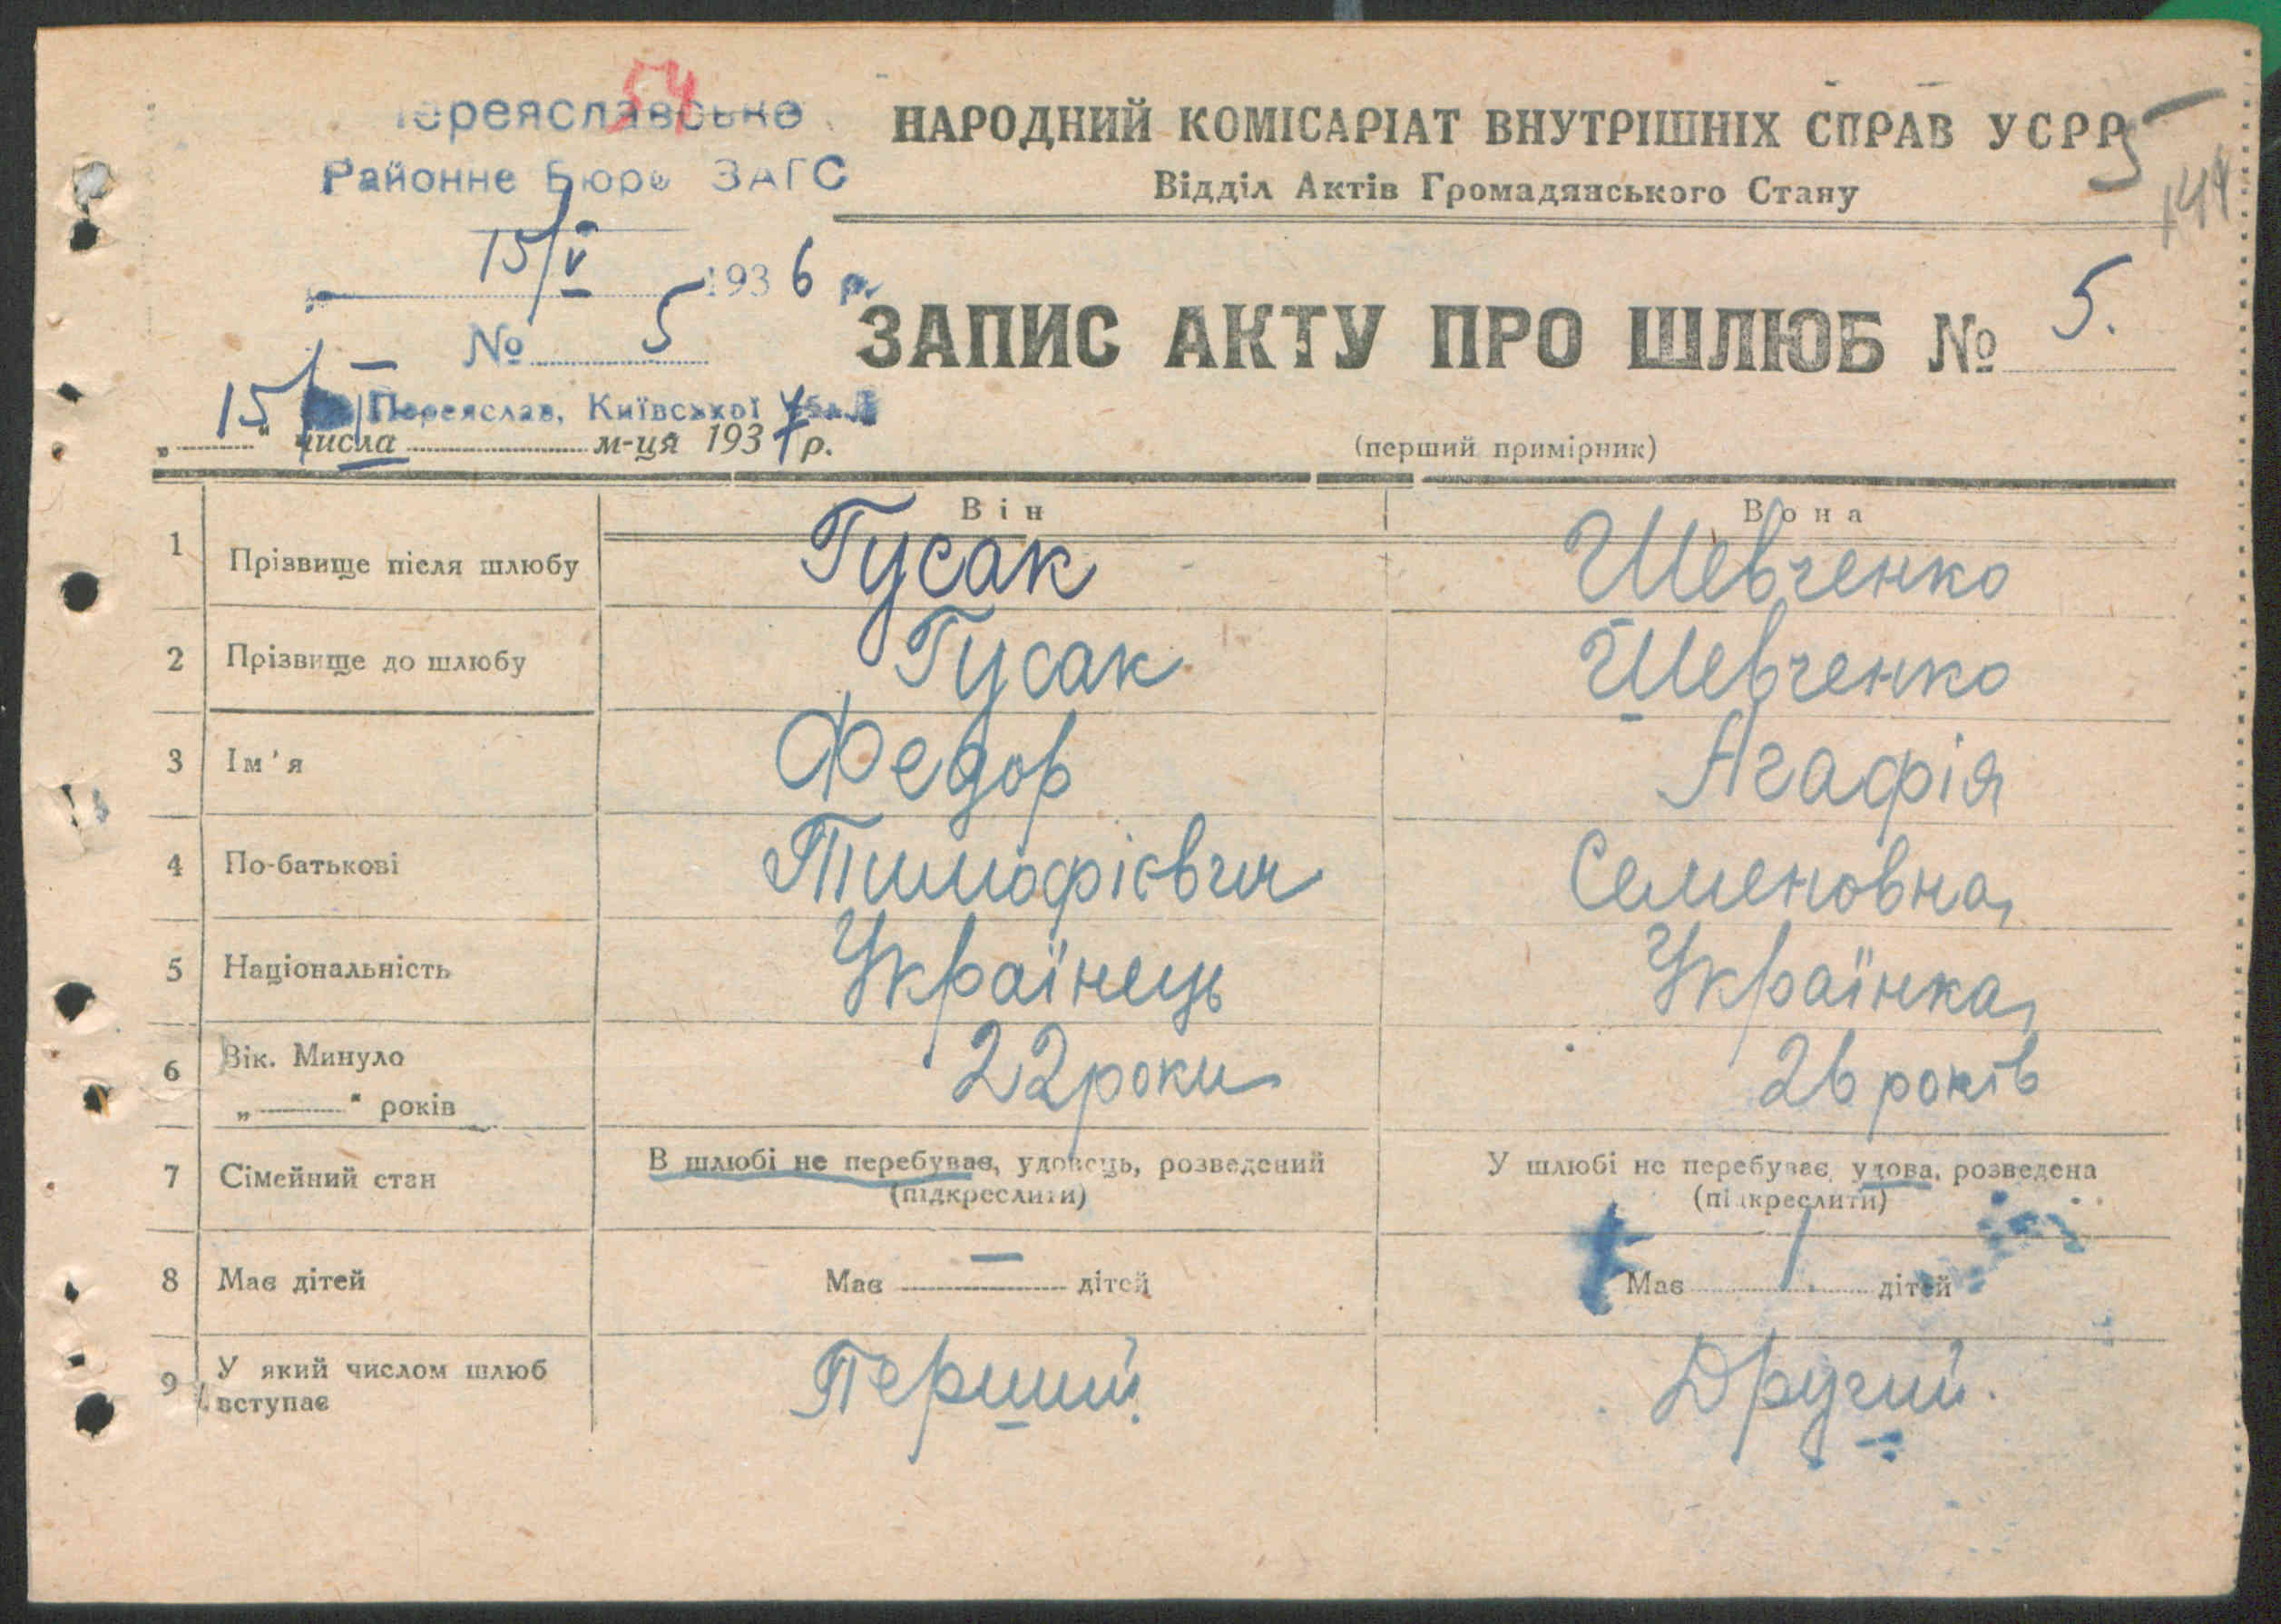 54
Переяславське
Районне Бюро ЗАГС
15/V 1936 р.
№ 5
Переяслав, Київської
„15“ числа м-ця 193 р.
НАРОДНИЙ КОМІСАРІАТ ВНУТРІШНІХ СПРАВ УСРР
Відділ Актів Громадянського Стану
5
144
ЗАПИС АКТУ ПРО ШЛЮБ № 5.
(перший примірник)
Він Вона
1 Прізвище після шлюбу Гусак Шевченко
2 Прізвище до шлюбу Гусак Шевченко
3 Ім'я Федор Агафія
4 По-батькові Тимофієвич Семеновна
5 Національність Українець Українка
6 Вік. Минуло
„ “ років 22 роки 26 років
7 Сімейний стан В шлюбі не перебуває, удовець, розведений У шлюбі не перебуває, удова, розведена
(підкреслити) (підкреслити)
8 Має дітей Має — дітей Має 1. дітей
9 У який числом шлюб
вступає Перший. Другий.